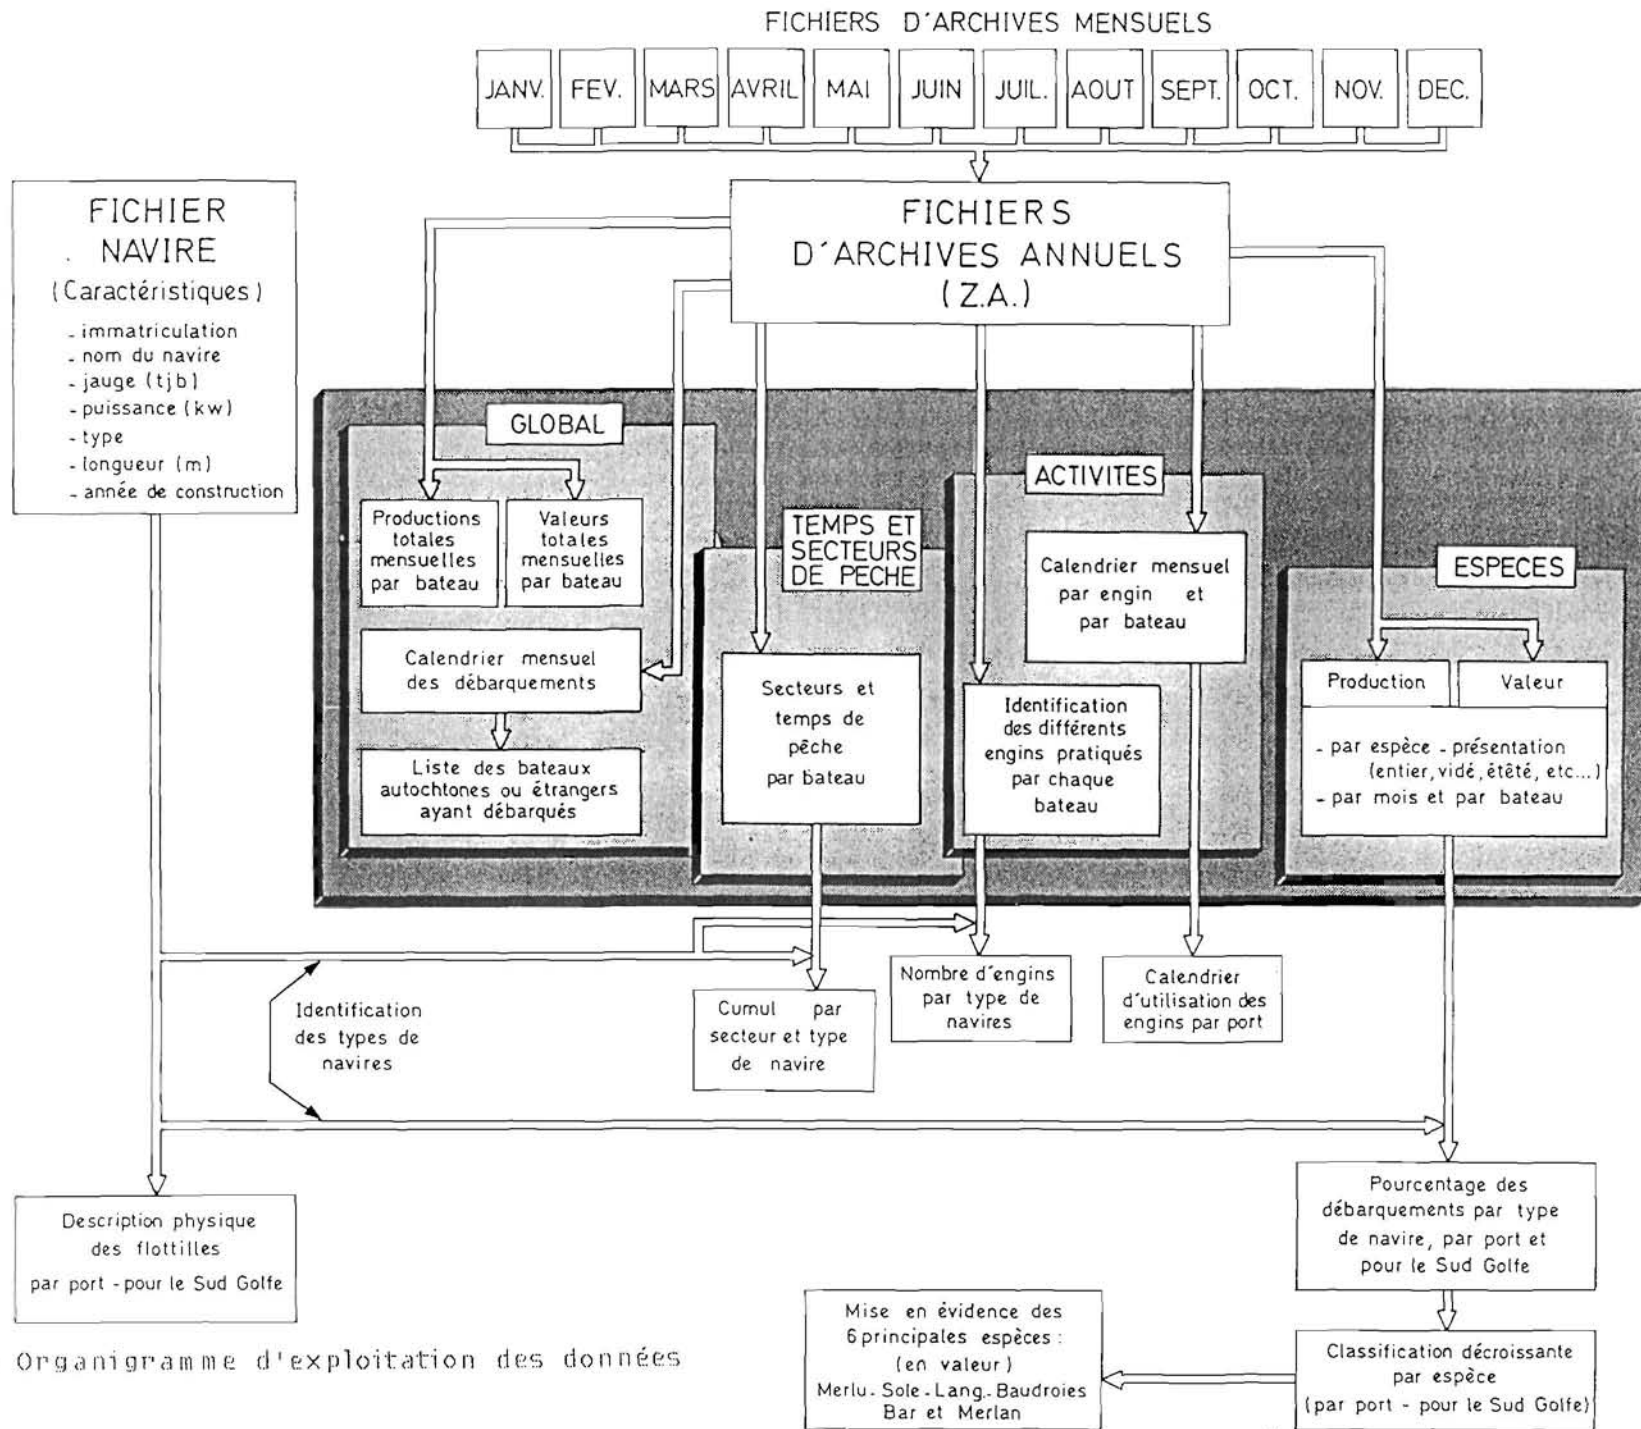 FICHIERS D'ARCHIVES MENSUELS
JANV. FEV. MARS AVRIL MAI JUIN JUIL. AOUT SEPT. OCT. NOV. DEC.
FICHIER
NAVIRE
(Caractéristiques)
- immatriculation
- nom du navire
- jauge (tjb)
- puissance (kw)
- type
- longueur (m)
- année de construction
FICHIERS
D'ARCHIVES ANNUELS
(Z.A.)
GLOBAL
Productions
totales
mensuelles
par bateau
Valeurs
totales
mensuelles
par bateau
Calendrier mensuel
des débarquements
Liste des bateaux
autochtones ou étrangers
ayant débarqués
TEMPS ET
SECTEURS
DE PECHE
Secteurs et
temps de
pêche
par bateau
ACTIVITES
Calendrier mensuel
par engin et
par bateau
Identification
des différents
engins pratiqués
par chaque
bateau
ESPECES
Production
Valeur
- par espèce - présentation
(entier, vidé, étêté, etc...)
- par mois et par bateau
Identification
des types de
navires
Cumul par
secteur et type
de navire
Nombre d'engins
par type de
navires
Calendrier
d'utilisation des
engins par port
Description physique
des flottilles
par port - pour le Sud Golfe
Pourcentage des
débarquements par type
de navire, par port et
pour le Sud Golfe
Classification décroissante
par espèce
(par port - pour le Sud Golfe)
Mise en évidence des
6 principales espèces :
(en valeur)
Merlu - Sole - Lang. - Baudroies
Bar et Merlan
Organigramme d'exploitation des données